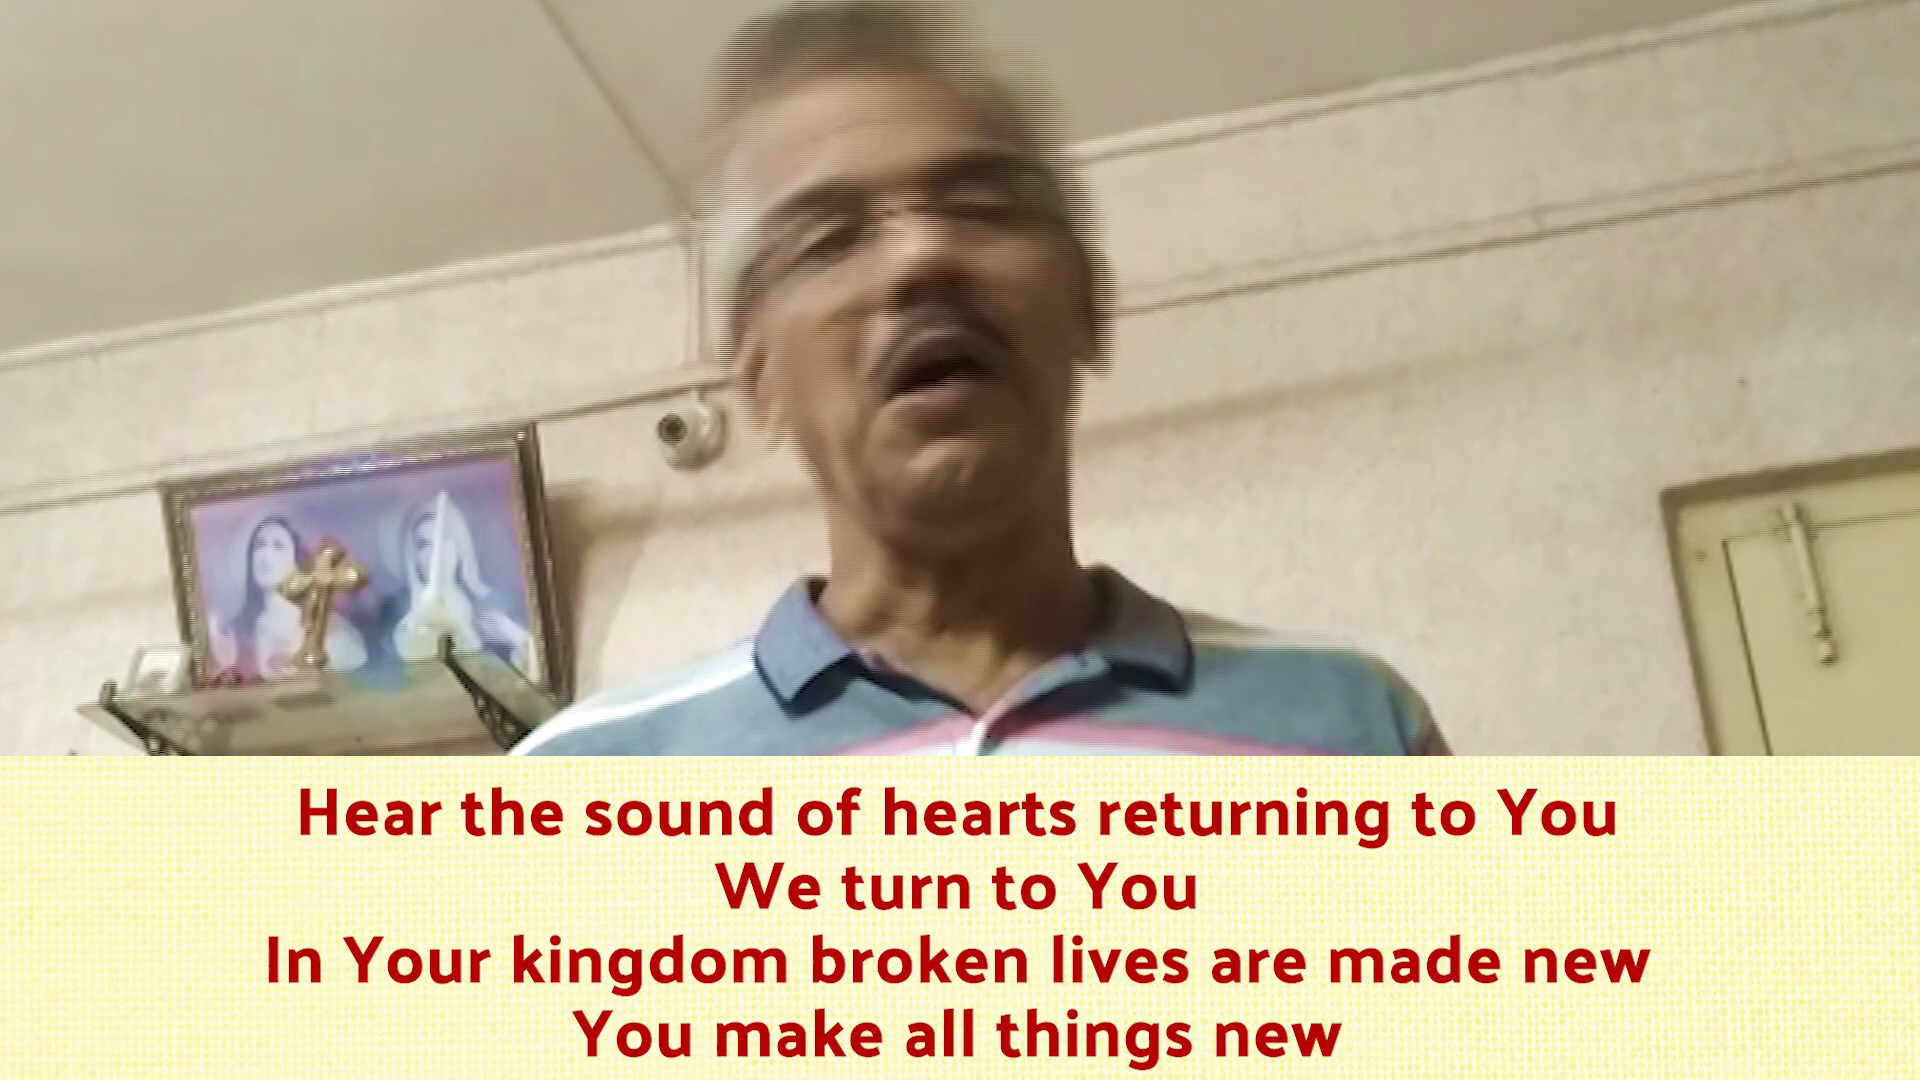 Hear the sound of hearts returning to You
We turn to You
In Your kingdom broken lives are made new
You make all things new